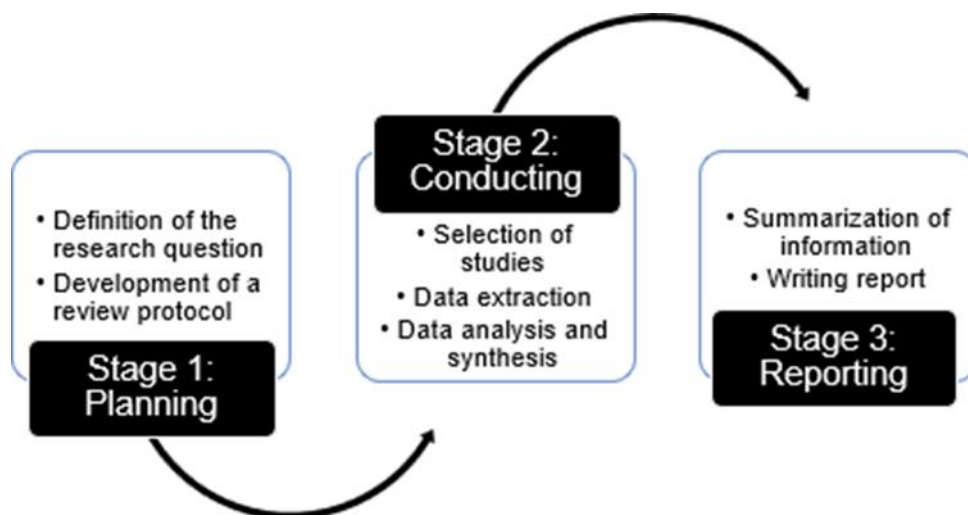 • Definition of the
research question
• Development of a
review protocol
Stage 1:
Planning
Stage 2:
Conducting
• Selection of
studies
• Data extraction
• Data analysis and
synthesis
• Summarization of
information
• Writing report
Stage 3:
Reporting